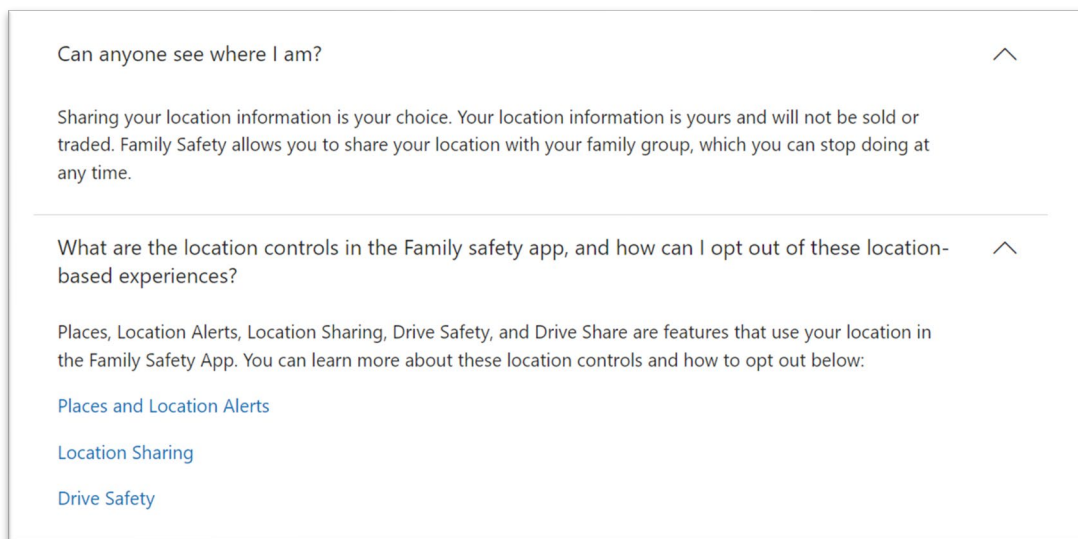 Can anyone see where I am?
Sharing your location information is your choice. Your location information is yours and will not be sold or
traded. Family Safety allows you to share your location with your family group, which you can stop doing at
any time.
What are the location controls in the Family safety app, and how can I opt out of these location-
based experiences?
Places, Location Alerts, Location Sharing, Drive Safety, and Drive Share are features that use your location in
the Family Safety App. You can learn more about these location controls and how to opt out below:
Places and Location Alerts
Location Sharing
Drive Safety